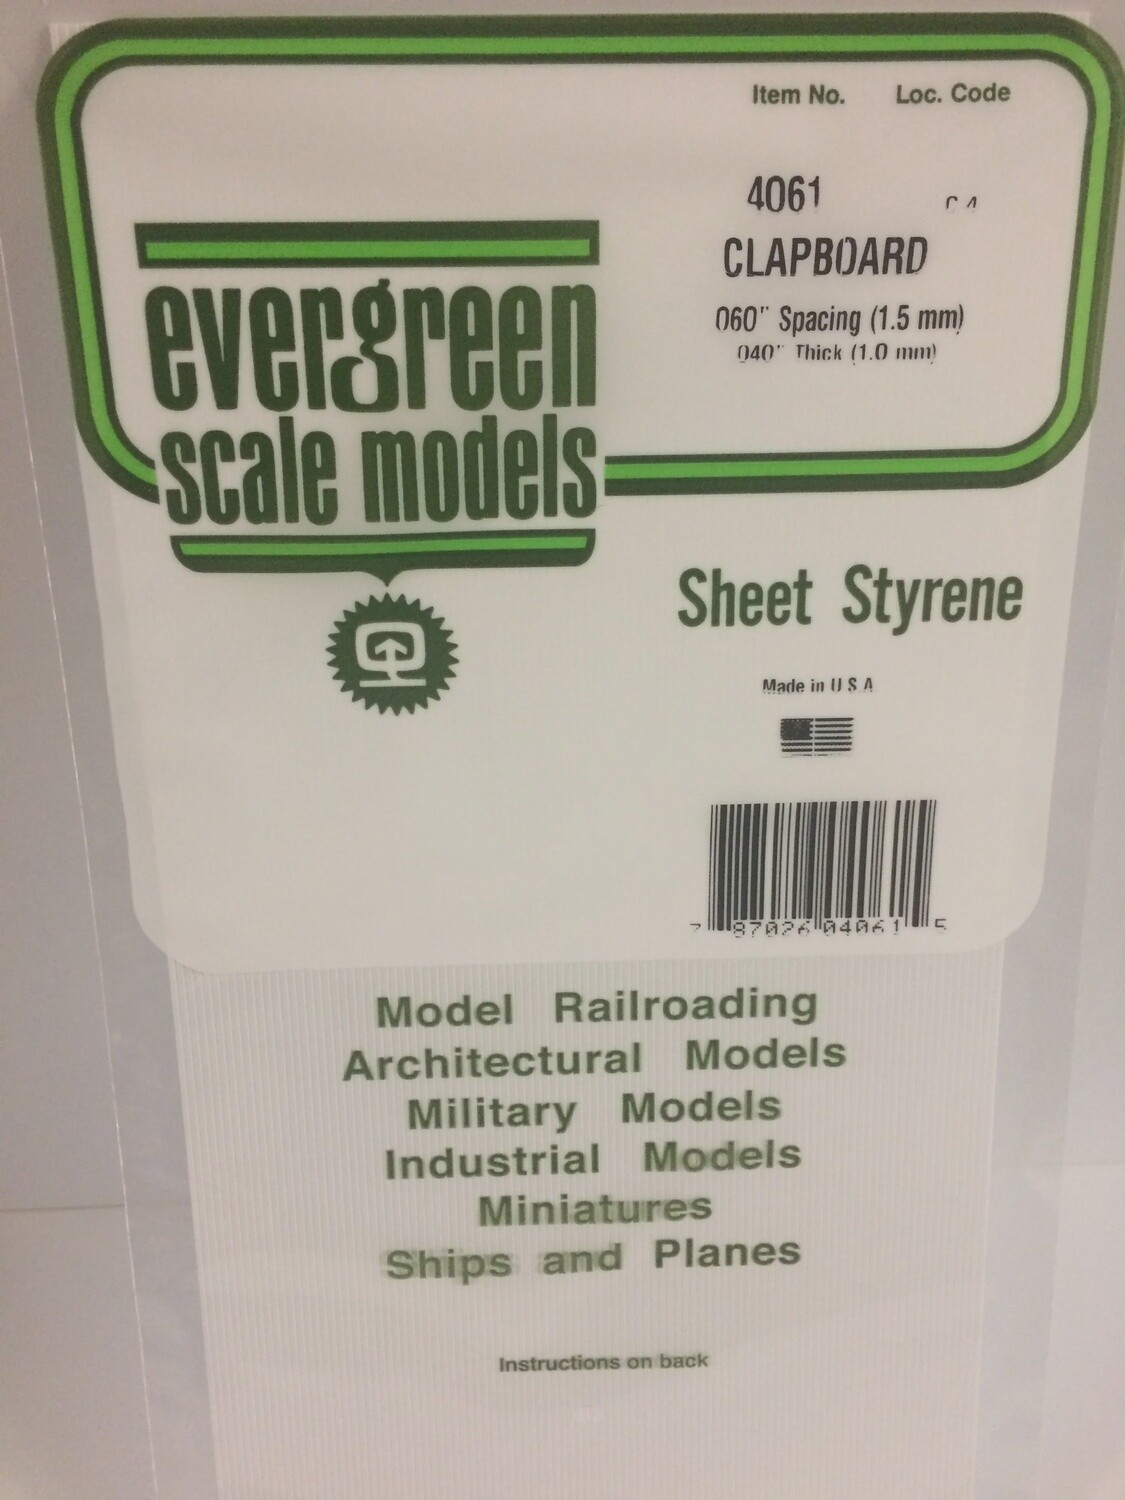 Item No. Loc. Code
4061
CLAPBOARD
060" Spacing (1.5 mm)
040" Thick (1.0 mm)
evergreen
scale models
Sheet Styrene
Made in U S A
7 87026 04061 5
Model Railroading
Architectural Models
Military Models
Industrial Models
Miniatures
Ships and Planes
Instructions on back